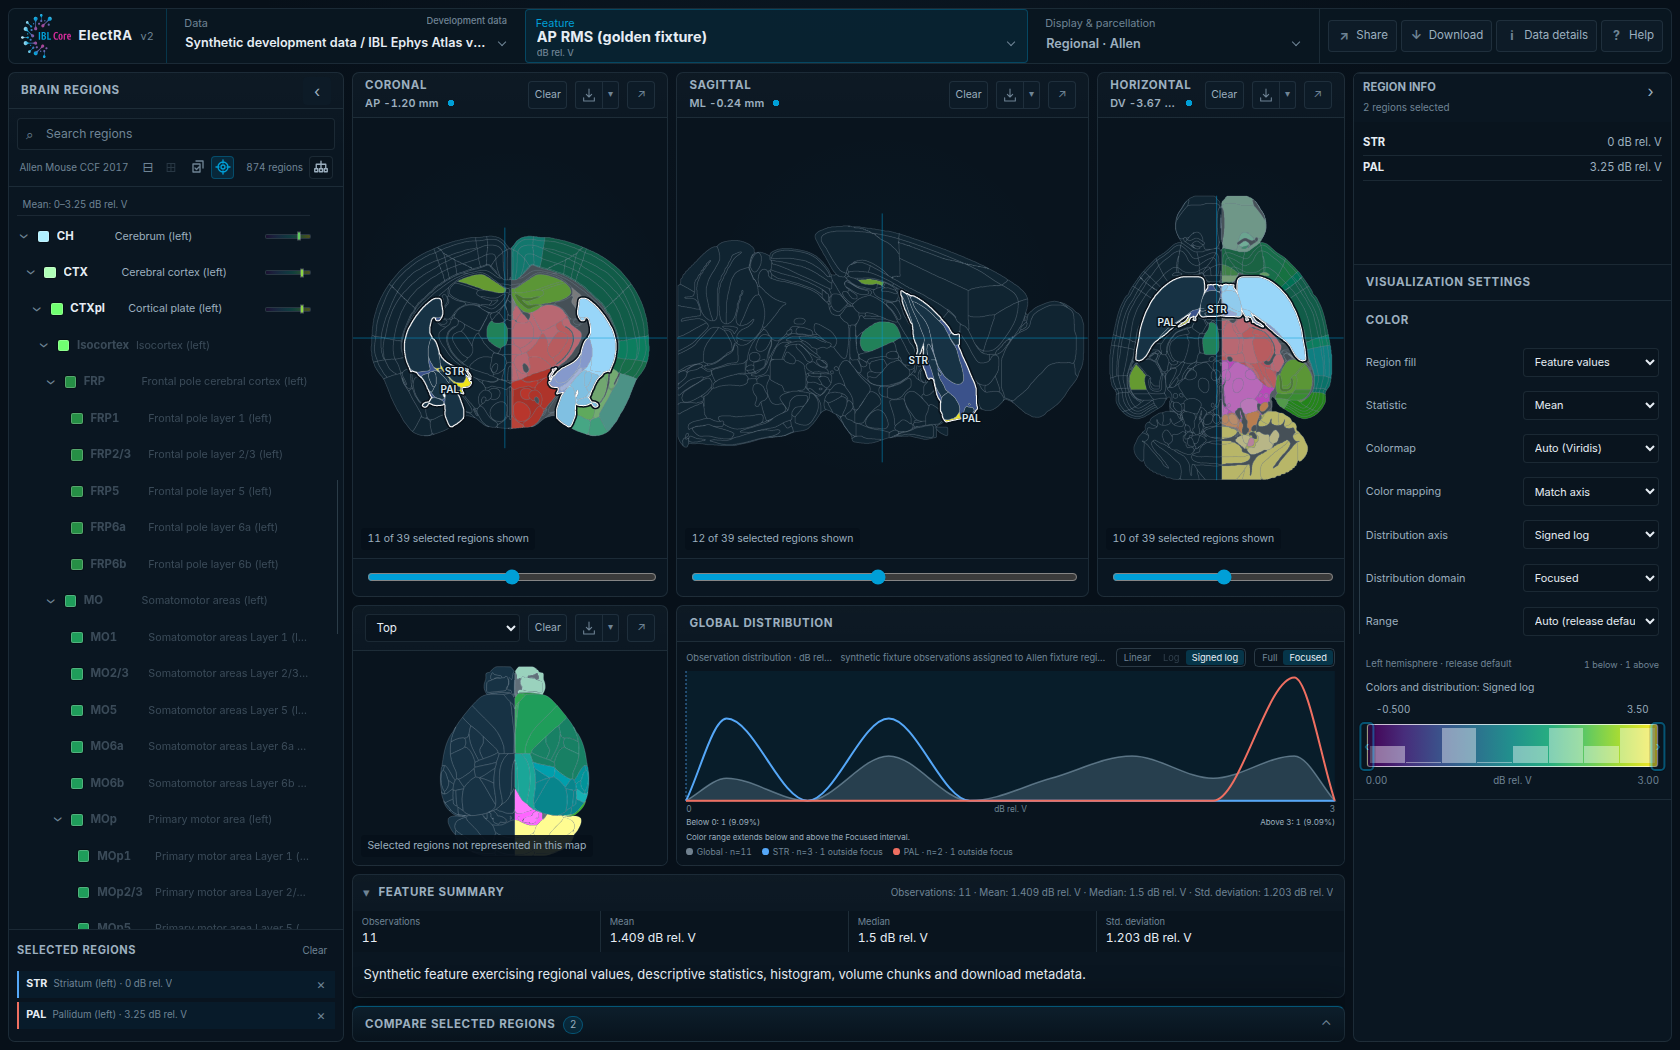 IBL Core ElectRA v2
Data
Development data
Synthetic development data / IBL Ephys Atlas v...
Feature
AP RMS (golden fixture)
dB rel. V
Display & parcellation
Regional · Allen
Share
Download
Data details
? Help
BRAIN REGIONS
Search regions
Allen Mouse CCF 2017
874 regions
Mean: 0–3.25 dB rel. V
CH Cerebrum (left)
CTX Cerebral cortex (left)
CTXpl Cortical plate (left)
Isocortex Isocortex (left)
FRP Frontal pole cerebral cortex (left)
FRP1 Frontal pole layer 1 (left)
FRP2/3 Frontal pole layer 2/3 (left)
FRP5 Frontal pole layer 5 (left)
FRP6a Frontal pole layer 6a (left)
FRP6b Frontal pole layer 6b (left)
MO Somatomotor areas (left)
MO1 Somatomotor areas Layer 1 (l...
MO2/3 Somatomotor areas Layer 2/3...
MO5 Somatomotor areas Layer 5 (l...
MO6a Somatomotor areas Layer 6a ...
MO6b Somatomotor areas Layer 6b ...
MOp Primary motor area (left)
MOp1 Primary motor area Layer 1 (...
MOp2/3 Primary motor area Layer 2/...
MOp5 Primary motor area Layer 5 (...
SELECTED REGIONS
Clear
STR Striatum (left) · 0 dB rel. V ×
PAL Pallidum (left) · 3.25 dB rel. V ×
CORONAL
AP -1.20 mm
Clear
STR
PAL
11 of 39 selected regions shown
SAGITTAL
ML -0.24 mm
Clear
STR
PAL
12 of 39 selected regions shown
HORIZONTAL
DV -3.67 ...
Clear
STR
PAL
10 of 39 selected regions shown
Top
Clear
Selected regions not represented in this map
GLOBAL DISTRIBUTION
Observation distribution · dB rel...
synthetic fixture observations assigned to Allen fixture regi...
Linear
Log
Signed log
Full
Focused
0
dB rel. V
3
Below 0: 1 (9.09%)
Above 3: 1 (9.09%)
Color range extends below and above the Focused interval.
Global · n=11
STR · n=3 · 1 outside focus
PAL · n=2 · 1 outside focus
FEATURE SUMMARY
Observations: 11 · Mean: 1.409 dB rel. V · Median: 1.5 dB rel. V · Std. deviation: 1.203 dB rel. V
Observations
11
Mean
1.409 dB rel. V
Median
1.5 dB rel. V
Std. deviation
1.203 dB rel. V
Synthetic feature exercising regional values, descriptive statistics, histogram, volume chunks and download metadata.
COMPARE SELECTED REGIONS 2
REGION INFO
2 regions selected
STR 0 dB rel. V
PAL 3.25 dB rel. V
VISUALIZATION SETTINGS
COLOR
Region fill
Feature values
Statistic
Mean
Colormap
Auto (Viridis)
Color mapping
Match axis
Distribution axis
Signed log
Distribution domain
Focused
Range
Auto (release defau
Left hemisphere · release default
1 below · 1 above
Colors and distribution: Signed log
-0.500
3.50
0.00
dB rel. V
3.00